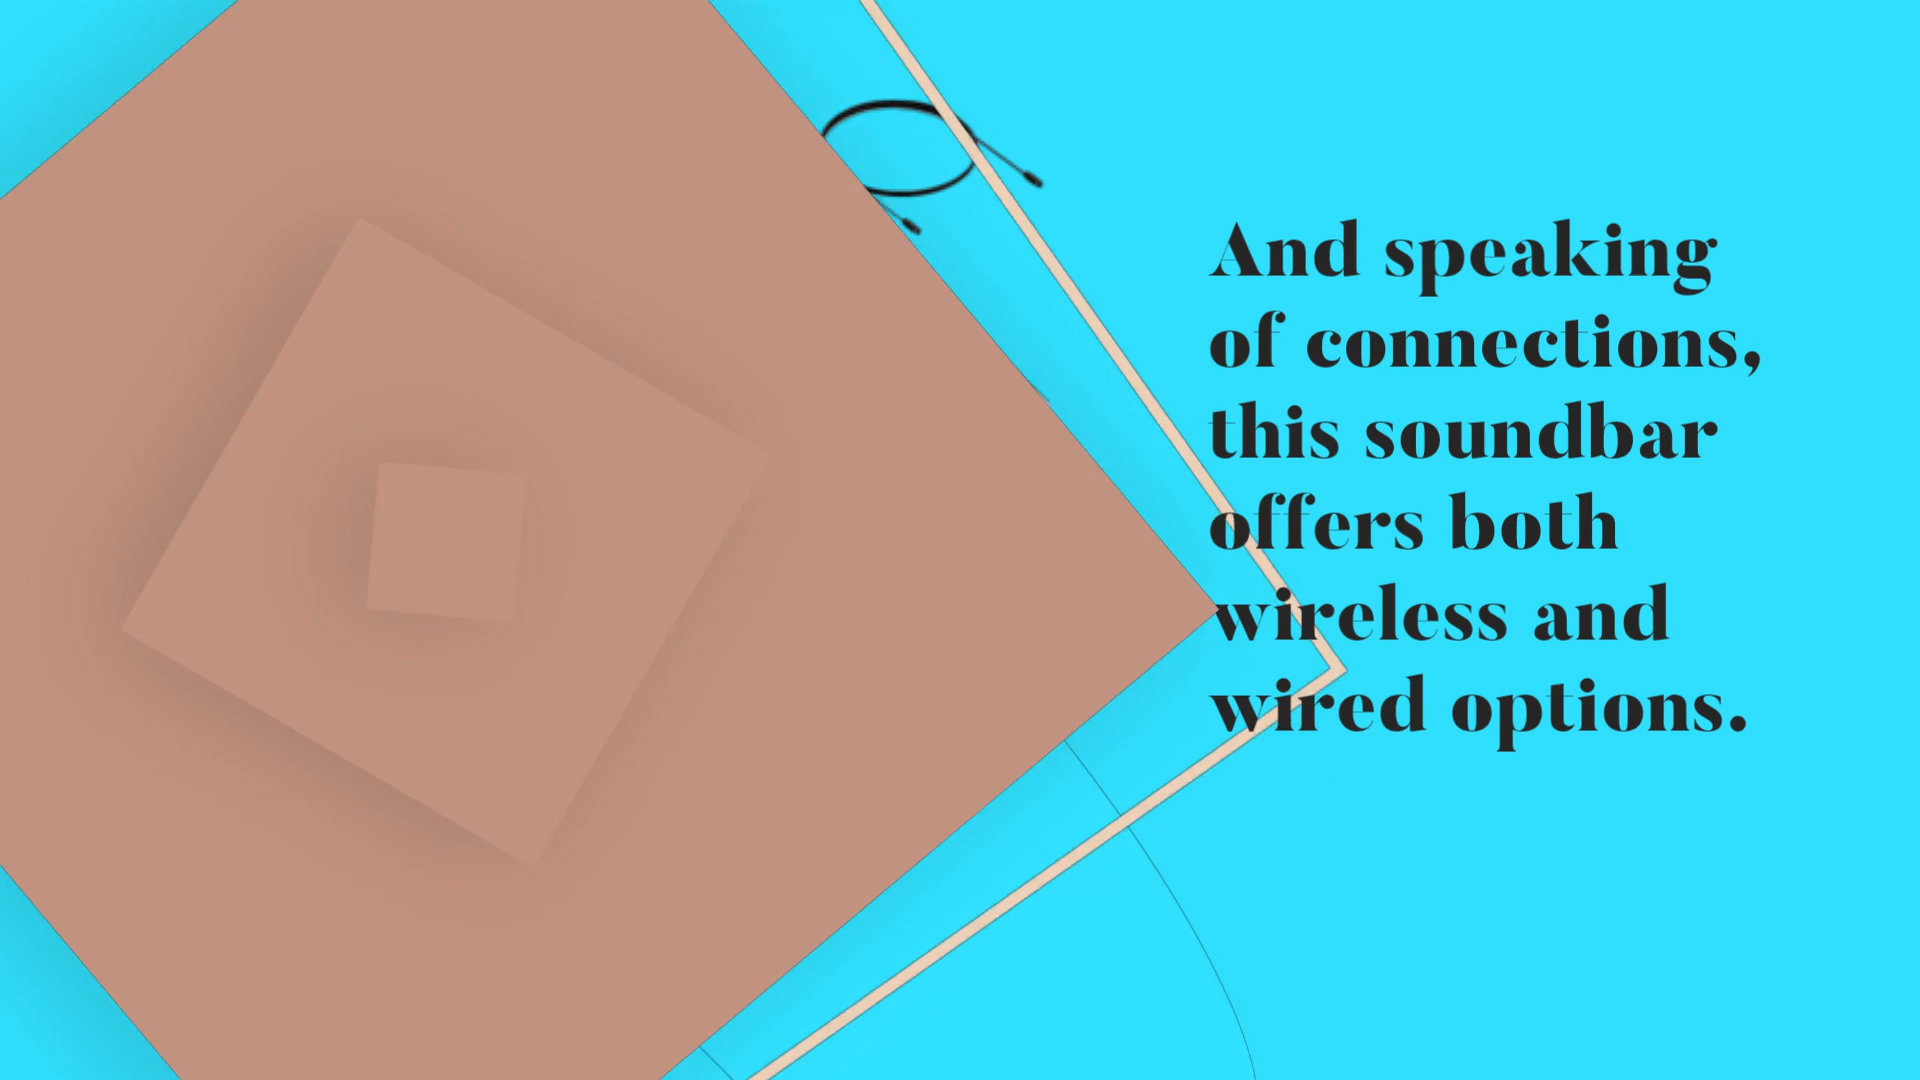 And speaking
of connections,
this soundbar
offers both
wireless and
wired options.